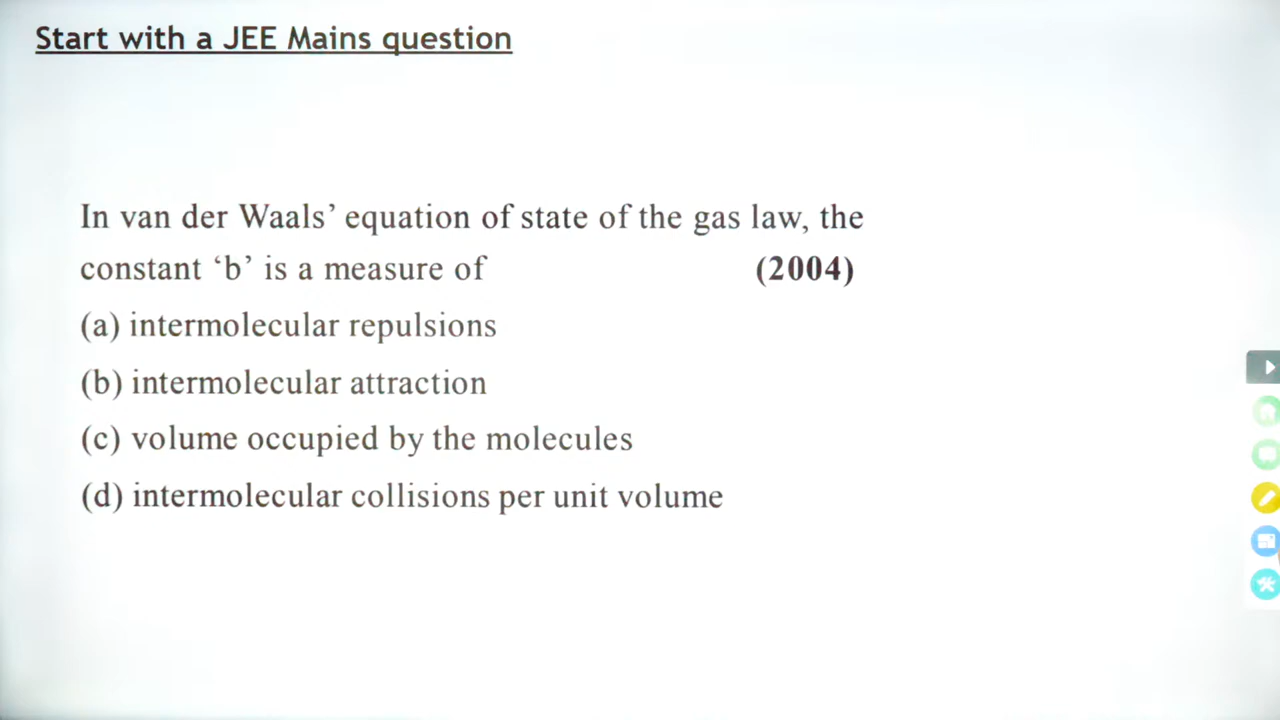 Start with a JEE Mains question
In van der Waals’ equation of state of the gas law, the
constant ‘b’ is a measure of (2004)
(a) intermolecular repulsions
(b) intermolecular attraction
(c) volume occupied by the molecules
(d) intermolecular collisions per unit volume